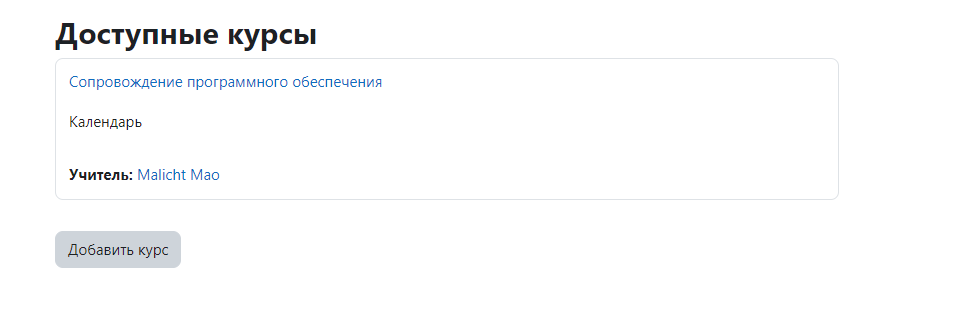 Доступные курсы
Сопровождение программного обеспечения
Календарь
Учитель: Malicht Mao
Добавить курс